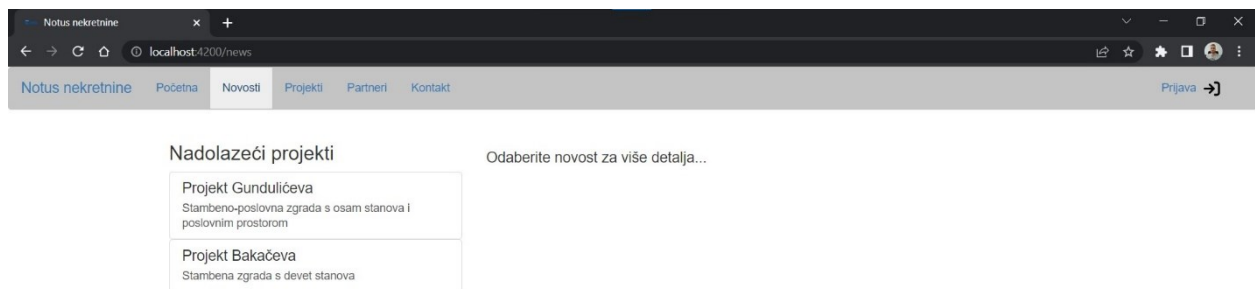 Notus nekretnine
localhost:4200/news
Notus nekretnine Početna Novosti Projekti Partneri Kontakt Prijava
Nadolazeći projekti
Odaberite novost za više detalja...
Projekt Gundulićeva
Stambeno-poslovna zgrada s osam stanova i
poslovnim prostorom
Projekt Bakačeva
Stambena zgrada s devet stanova